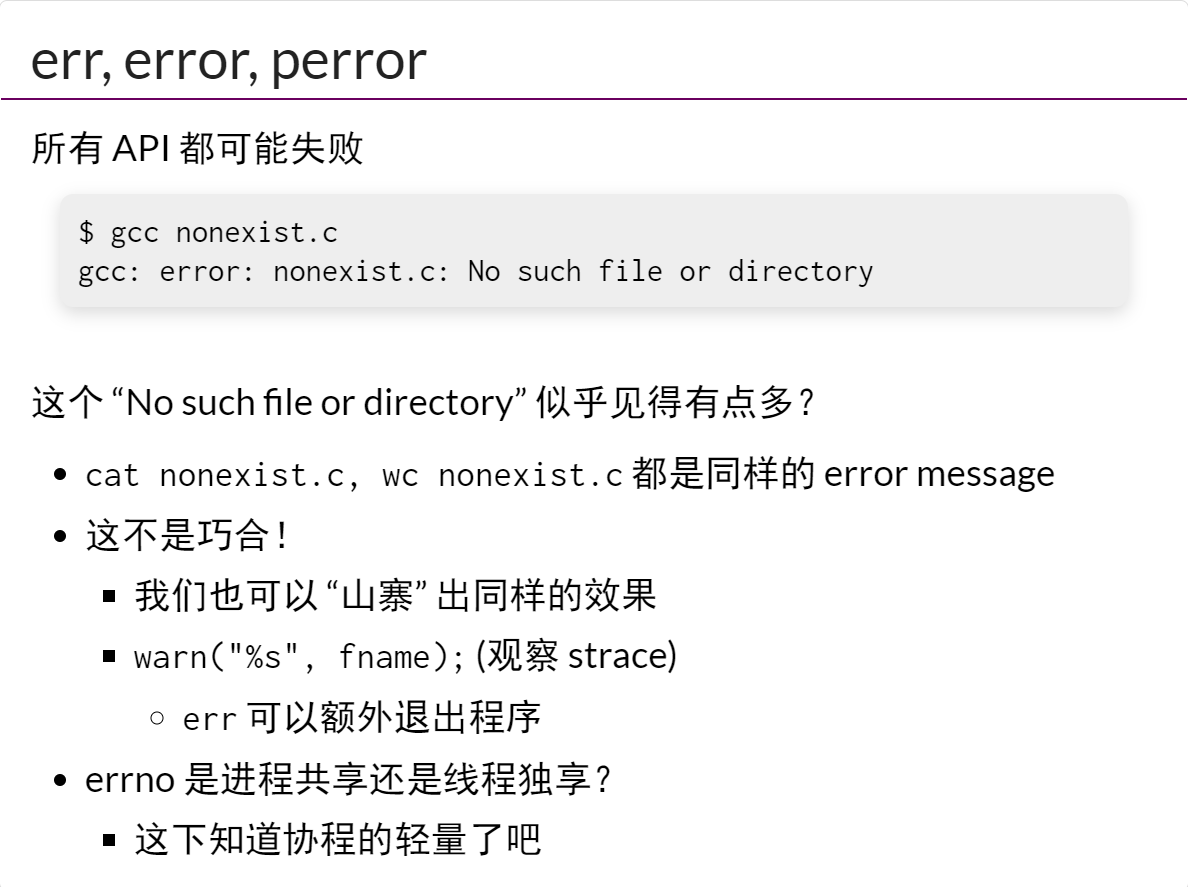 err, error, perror
所有 API 都可能失败
$ gcc nonexist.c
gcc: error: nonexist.c: No such file or directory
这个 “No such file or directory” 似乎见得有点多？
cat nonexist.c, wc nonexist.c 都是同样的 error message
这不是巧合！
我们也可以 “山寨” 出同样的效果
warn("%s", fname); (观察 strace)
err 可以额外退出程序
errno 是进程共享还是线程独享？
这下知道协程的轻量了吧